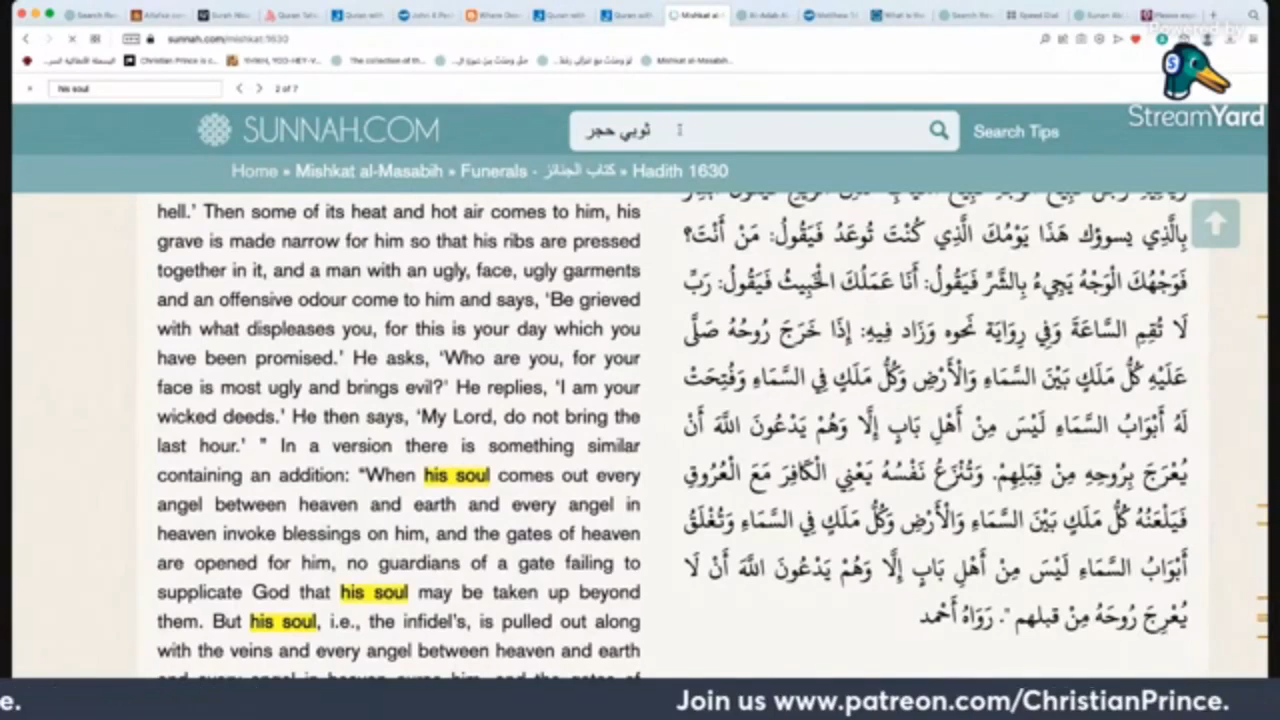 Powered by
StreamYard
sunnah.com/mishkat:1630
his soul
2 of 7
SUNNAH.COM
ثوبي حجر
Search Tips
Home » Mishkat al-Masabih » Funerals - كتاب الجنائز » Hadith 1630
hell.’ Then some of its heat and hot air comes to him, his
grave is made narrow for him so that his ribs are pressed
together in it, and a man with an ugly, face, ugly garments
and an offensive odour come to him and says, ‘Be grieved
with what displeases you, for this is your day which you
have been promised.’ He asks, ‘Who are you, for your
face is most ugly and brings evil?’ He replies, ‘I am your
wicked deeds.’ He then says, ‘My Lord, do not bring the
last hour.’ ” In a version there is something similar
containing an addition: “When his soul comes out every
angel between heaven and earth and every angel in
heaven invoke blessings on him, and the gates of heaven
are opened for him, no guardians of a gate failing to
supplicate God that his soul may be taken up beyond
them. But his soul, i.e., the infidel’s, is pulled out along
with the veins and every angel between heaven and earth
بِالَّذِي يسوؤك هَذَا يَوْمُكَ الَّذِي كُنْتَ تُوعَدُ فَيَقُولُ: مَنْ أَنْتَ؟
فَوَجْهُكَ الْوَجْهُ يَجِيءُ بِالشَّرِّ فَيَقُولُ: أَنَا عَمَلُكَ الْخَبِيثُ فَيَقُولُ: رَبِّ
لَا تُقِمِ السَّاعَةَ وَفِي رِوَايَة نَحوه وَزَاد فِيهِ: إِذَا خَرَجَ رُوحُهُ صَلَّى
عَلَيْهِ كُلُّ مَلَكٍ بَيْنَ السَّمَاءِ وَالْأَرْضِ وَكُلُّ مَلَكٍ فِي السَّمَاءِ وَفُتِحَتْ
لَهُ أَبْوَابُ السَّمَاءِ لَيْسَ مِنْ أَهْلِ بَابٍ إِلَّا وَهُمْ يَدْعُونَ اللَّهَ أَنْ
يُعْرَجَ بِرُوحِهِ مِنْ قِبَلِهِمْ. وَتُنْزَعُ نَفْسُهُ يَعْنِي الْكَافِرَ مَعَ الْعُرُوقِ
فَيَلْعَنُهُ كُلُّ مَلَكٍ بَيْنَ السَّمَاءِ وَالْأَرْضِ وَكُلُّ مَلَكٍ فِي السَّمَاءِ وَتُغْلَقُ
أَبْوَابُ السَّمَاءِ لَيْسَ مِنْ أَهْلِ بَابٍ إِلَّا وَهُمْ يَدْعُونَ اللَّهَ أَنْ لَا
يُعْرِجَ رُوحَهُ مِنْ قبلهم". رَوَاهُ أَحْمد
e.
Join us www.patreon.com/ChristianPrince.